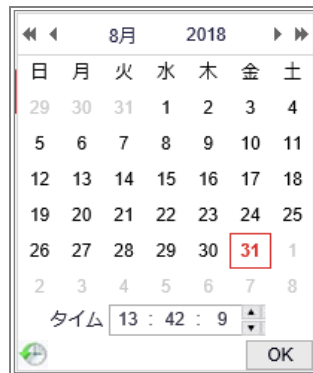 8月 2018
日 月 火 水 木 金 土
29 30 31 1 2 3 4
5 6 7 8 9 10 11
12 13 14 15 16 17 18
19 20 21 22 23 24 25
26 27 28 29 30 31 1
2 3 4 5 6 7 8
タイム 13 : 42 : 9
OK